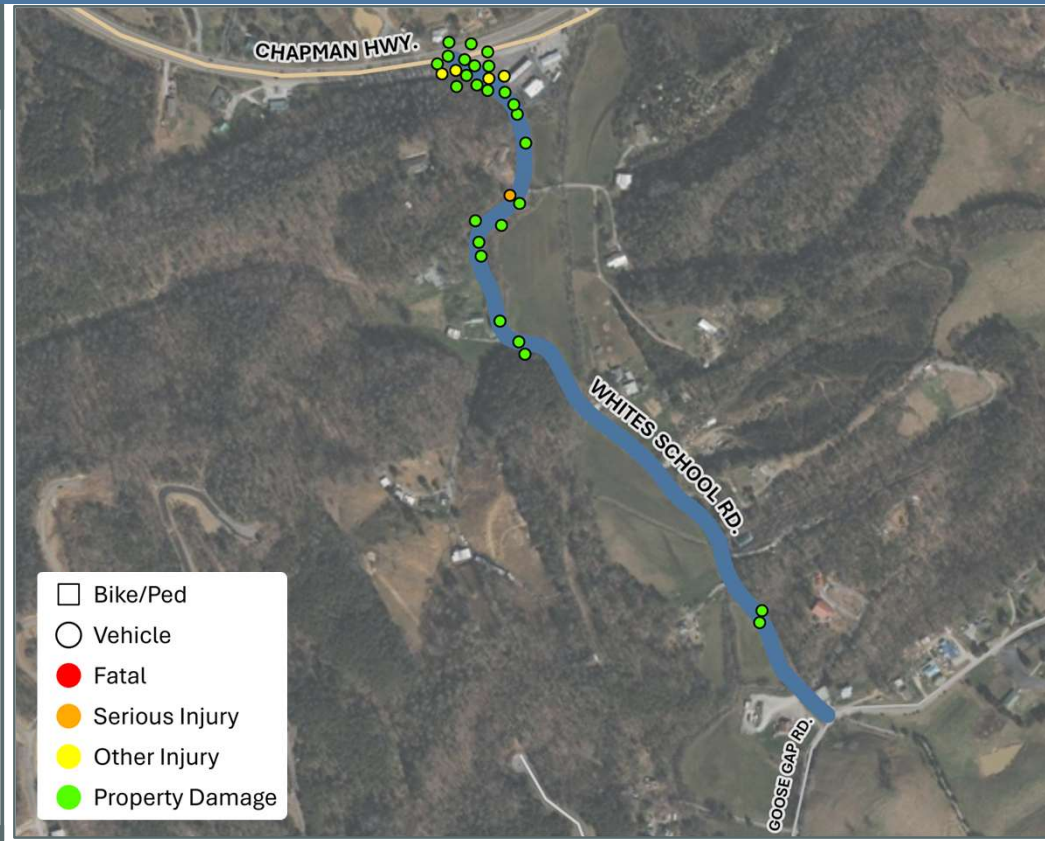 CHAPMAN HWY.
WHITES SCHOOL RD.
GOOSE GAP RD.
Bike/Ped
Vehicle
Fatal
Serious Injury
Other Injury
Property Damage